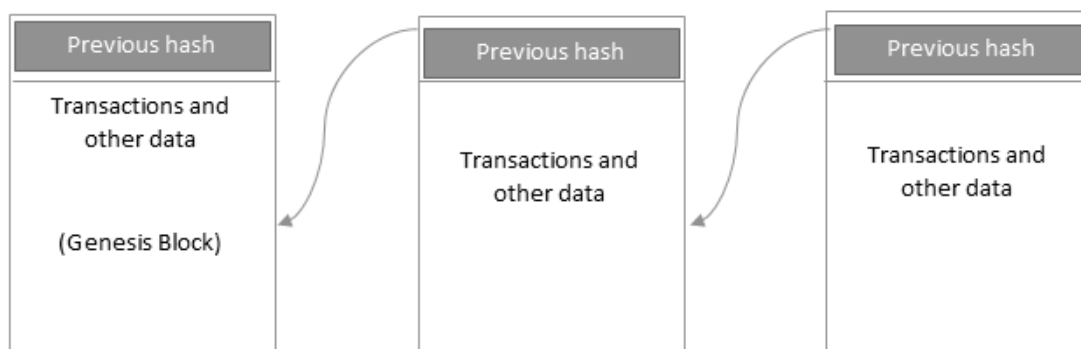 Previous hash
Transactions and
other data
(Genesis Block)
Previous hash
Transactions and
other data
Previous hash
Transactions and
other data